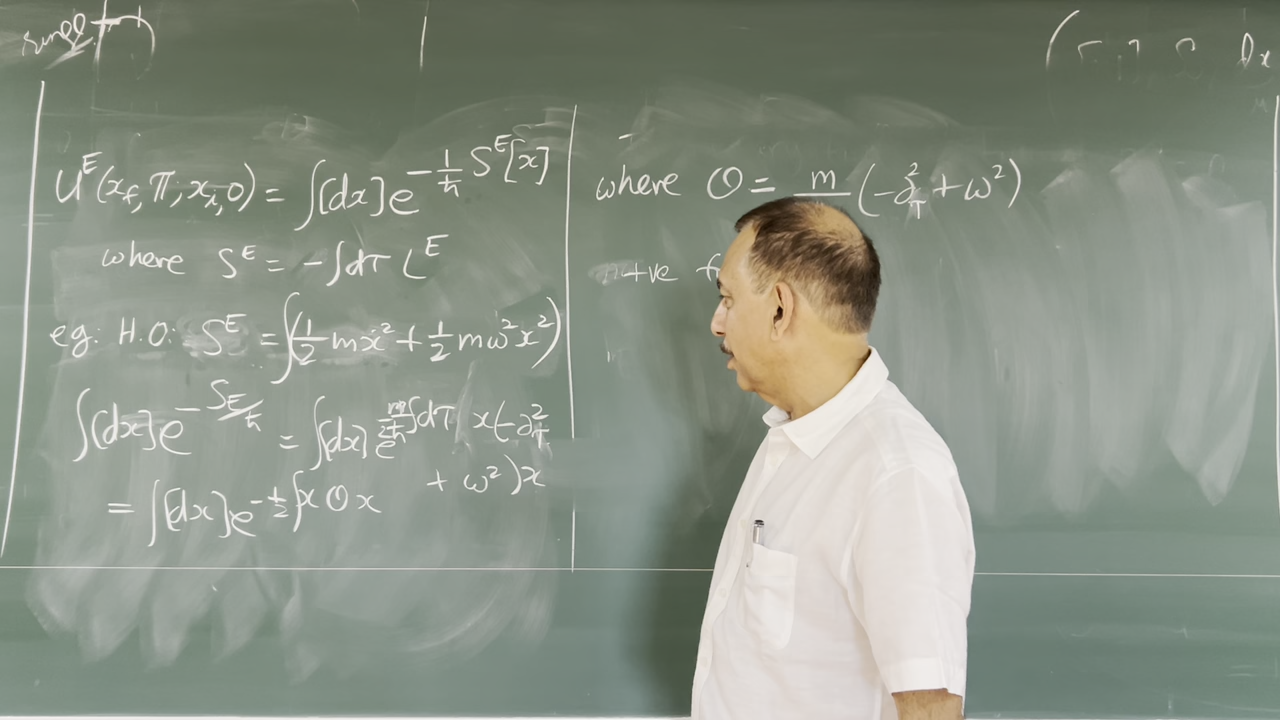 U^E(x_f, T; x_i, 0) = ∫[dx] e^{-1/ħ S^E[x]}
where S^E = -∫dτ L^E
eg: H.O: S^E = ∫(1/2 mẋ² + 1/2 mω²x²)
∫[dx] e^{-S_E/ħ} = ∫[dx] e ∫dτ x(-∂_τ²
+ ω²)x
= ∫[dx] e^{-1/2 ∫x O x}
where O = m (-∂_τ² + ω²)
+ve